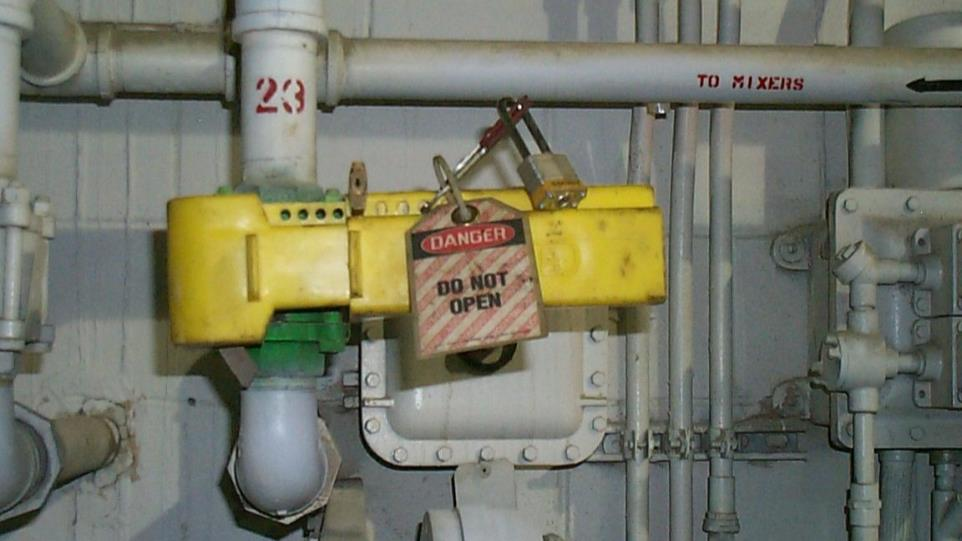 23
TO MIXERS
DANGER
DO NOT
OPEN